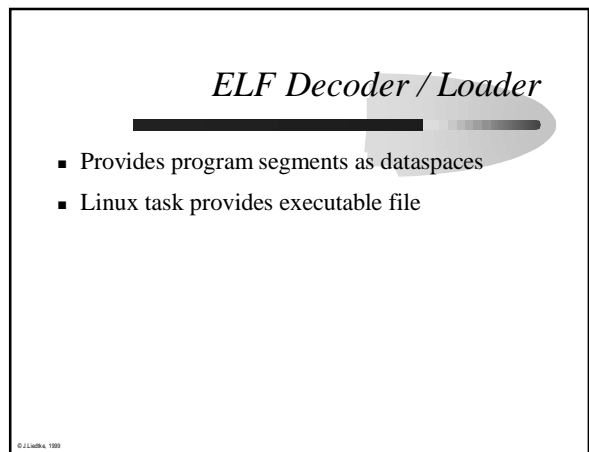 ELF Decoder / Loader
■ Provides program segments as dataspaces
■ Linux task provides executable file
© J.Liedtke, 1999